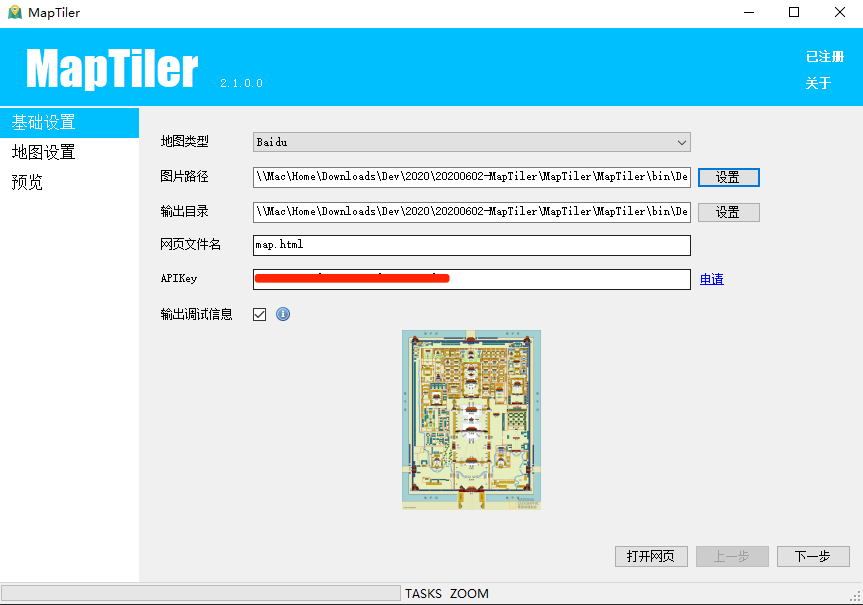 MapTiler
MapTiler 2.1.0.0
已注册
关于
基础设置
地图设置
预览
地图类型 Baidu
图片路径 \\Mac\Home\Downloads\Dev\2020\20200602-MapTiler\MapTiler\MapTiler\bin\De 设置
输出目录 \\Mac\Home\Downloads\Dev\2020\20200602-MapTiler\MapTiler\MapTiler\bin\De 设置
网页文件名 map.html
APIKey 申请
输出调试信息
打开网页 上一步 下一步
TASKS ZOOM